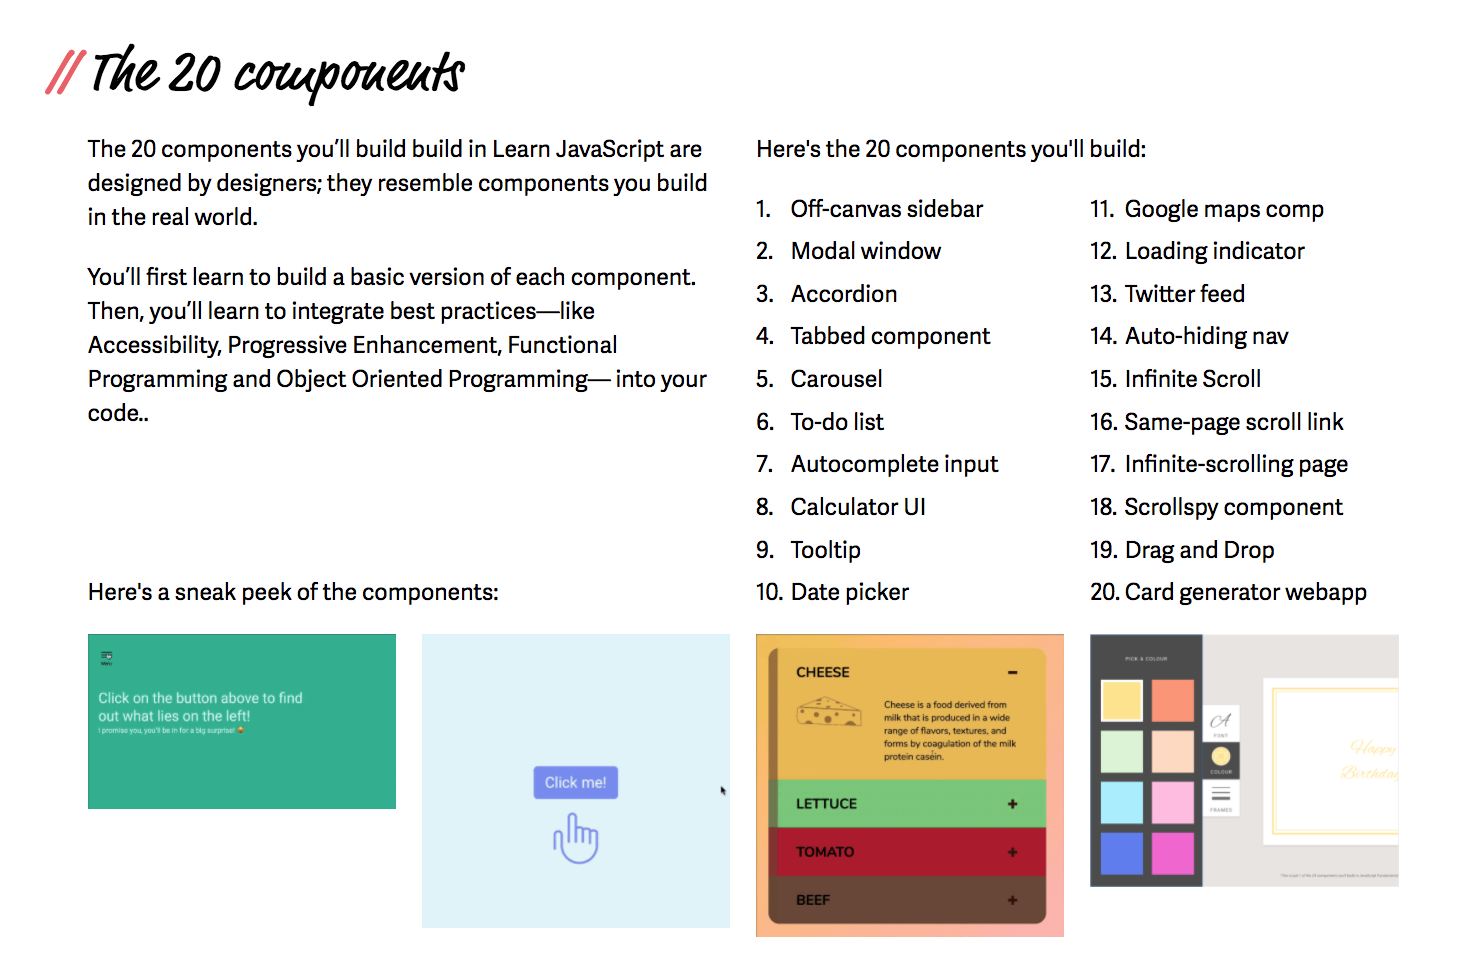 // The 20 components
The 20 components you’ll build build in Learn JavaScript are
designed by designers; they resemble components you build
in the real world.
You’ll first learn to build a basic version of each component.
Then, you’ll learn to integrate best practices—like
Accessibility, Progressive Enhancement, Functional
Programming and Object Oriented Programming— into your
code..
Here's the 20 components you'll build:
1. Off-canvas sidebar
2. Modal window
3. Accordion
4. Tabbed component
5. Carousel
6. To-do list
7. Autocomplete input
8. Calculator UI
9. Tooltip
10. Date picker
11. Google maps comp
12. Loading indicator
13. Twitter feed
14. Auto-hiding nav
15. Infinite Scroll
16. Same-page scroll link
17. Infinite-scrolling page
18. Scrollspy component
19. Drag and Drop
20. Card generator webapp
Here's a sneak peek of the components:
Menu
Click on the button above to find
out what lies on the left!
I promise you, you'll be in for a big surprise! 😄
Click me!
CHEESE −
Cheese is a food derived from
milk that is produced in a wide
range of flavors, textures, and
forms by coagulation of the milk
protein casein.
LETTUCE +
TOMATO +
BEEF +
PICK A COLOUR
A
FONT
COLOUR
FRAMES
Happy
Birthday